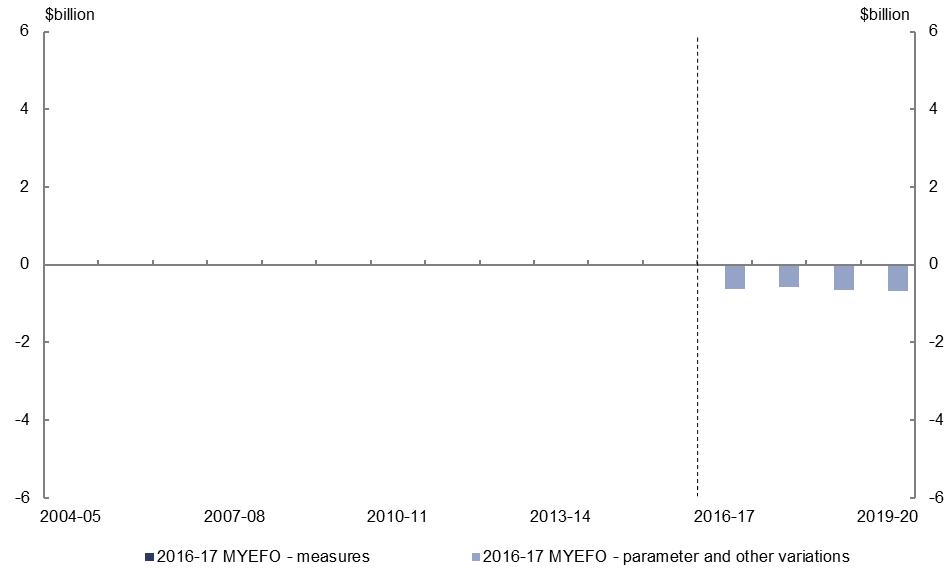 $billion $billion
6 6
4 4
2 2
0 0
-2 -2
-4 -4
-6 -6
2004-05 2007-08 2010-11 2013-14 2016-17 2019-20
2016-17 MYEFO - measures 2016-17 MYEFO - parameter and other variations